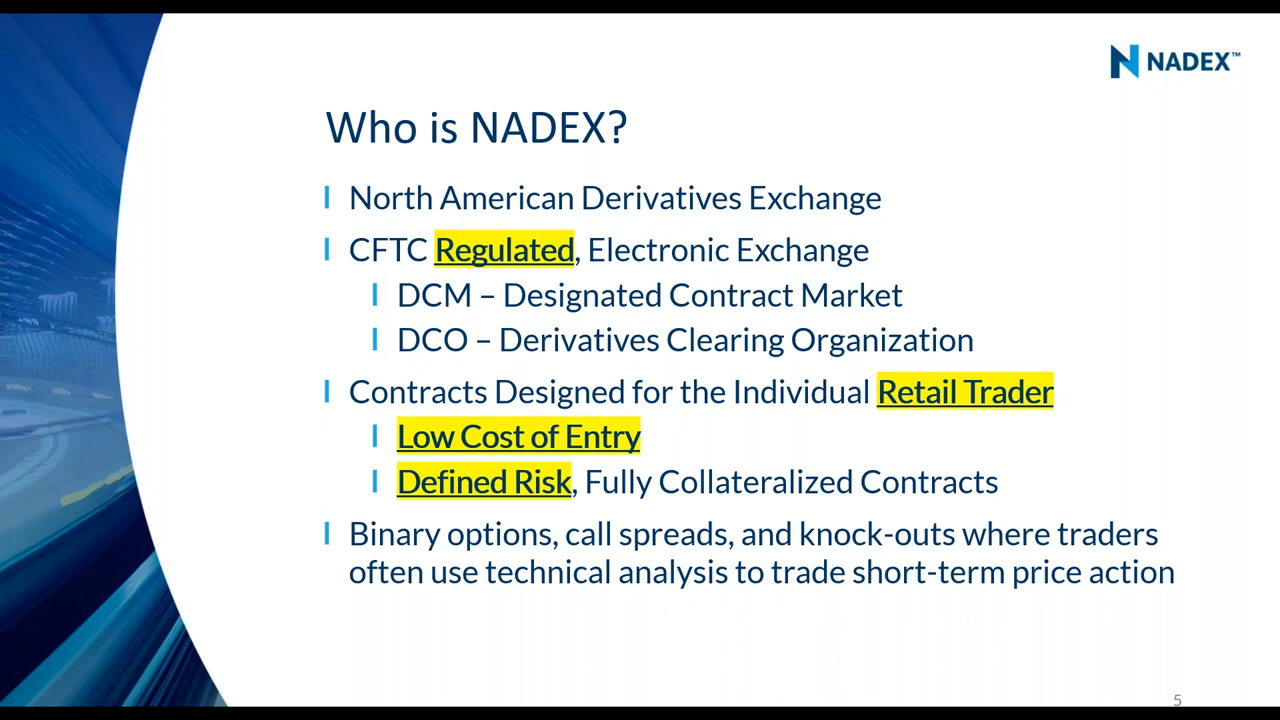 NADEX™
Who is NADEX?
North American Derivatives Exchange
CFTC Regulated, Electronic Exchange
DCM – Designated Contract Market
DCO – Derivatives Clearing Organization
Contracts Designed for the Individual Retail Trader
Low Cost of Entry
Defined Risk, Fully Collateralized Contracts
Binary options, call spreads, and knock-outs where traders
often use technical analysis to trade short-term price action
5